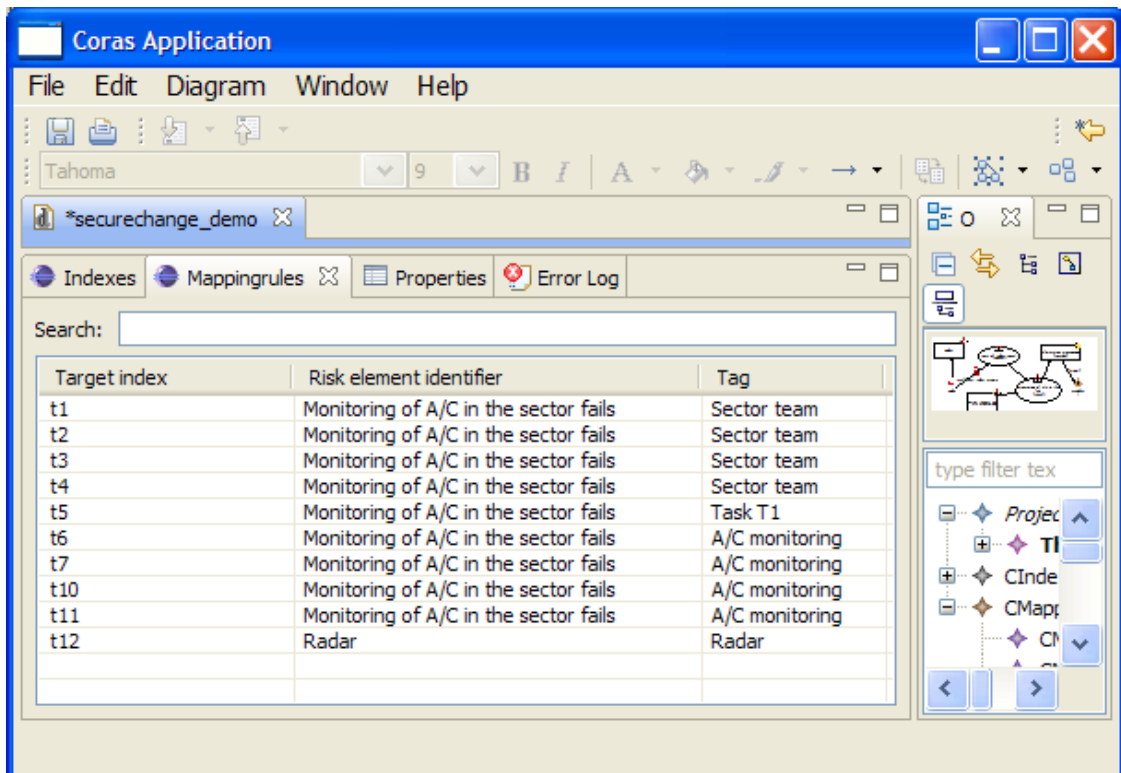 Coras Application
File Edit Diagram Window Help
Tahoma 9 B I A
*securechange_demo
O
Indexes Mappingrules Properties Error Log
Search:
Target index Risk element identifier Tag
t1 Monitoring of A/C in the sector fails Sector team
t2 Monitoring of A/C in the sector fails Sector team
t3 Monitoring of A/C in the sector fails Sector team
t4 Monitoring of A/C in the sector fails Sector team
t5 Monitoring of A/C in the sector fails Task T1
t6 Monitoring of A/C in the sector fails A/C monitoring
t7 Monitoring of A/C in the sector fails A/C monitoring
t10 Monitoring of A/C in the sector fails A/C monitoring
t11 Monitoring of A/C in the sector fails A/C monitoring
t12 Radar Radar
type filter tex
Projec
CInde
CMapp